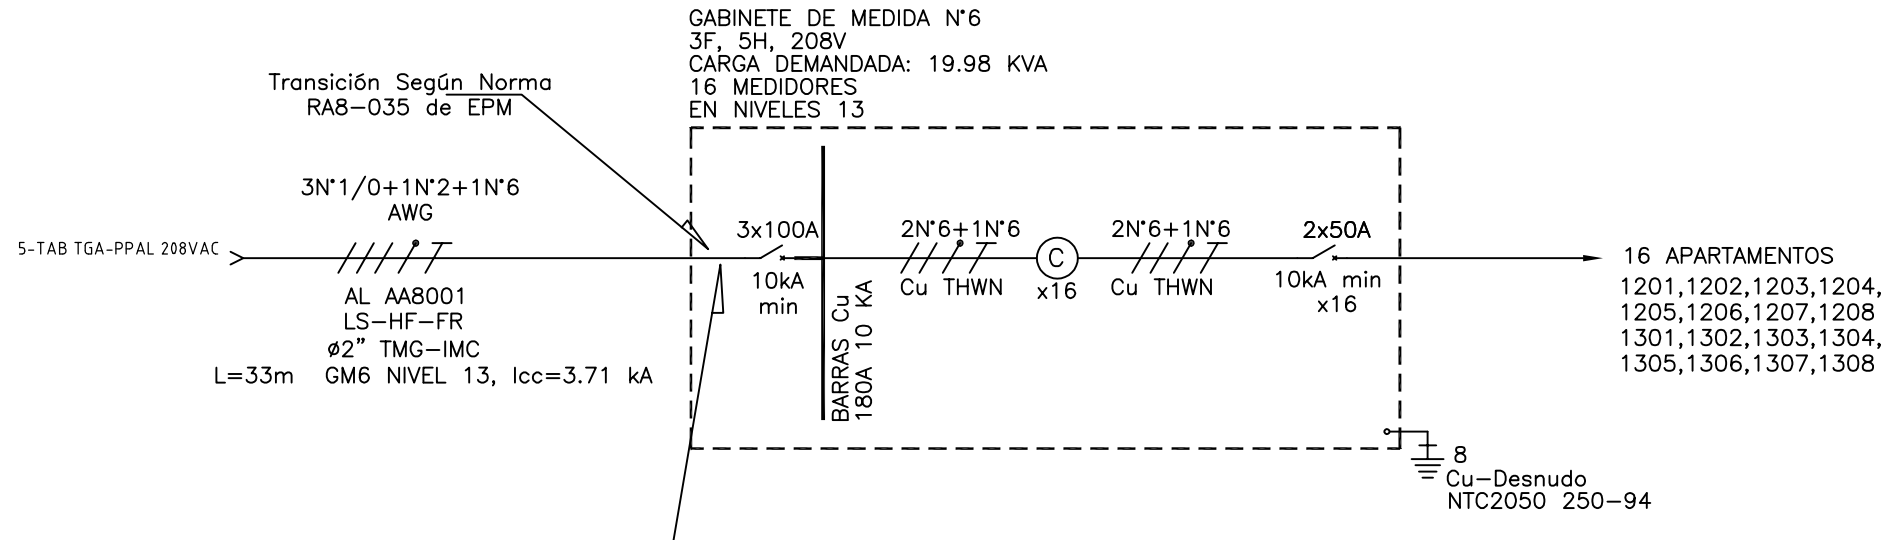 GABINETE DE MEDIDA N°6
3F, 5H, 208V
CARGA DEMANDADA: 19.98 KVA
16 MEDIDORES
EN NIVELES 13
Transición Según Norma
RA8-035 de EPM
3N°1/0+1N°2+1N°6
AWG
5-TAB TGA-PPAL 208VAC
AL AA8001
LS-HF-FR
ø2” TMG-IMC
L=33m GM6 NIVEL 13, Icc=3.71 kA
3x100A
10kA
min
BARRAS Cu
180A 10 KA
2N°6+1N°6
Cu THWN
C
x16
2N°6+1N°6
Cu THWN
2x50A
10kA min
x16
16 APARTAMENTOS
1201,1202,1203,1204,
1205,1206,1207,1208
1301,1302,1303,1304,
1305,1306,1307,1308
8
Cu-Desnudo
NTC2050 250-94